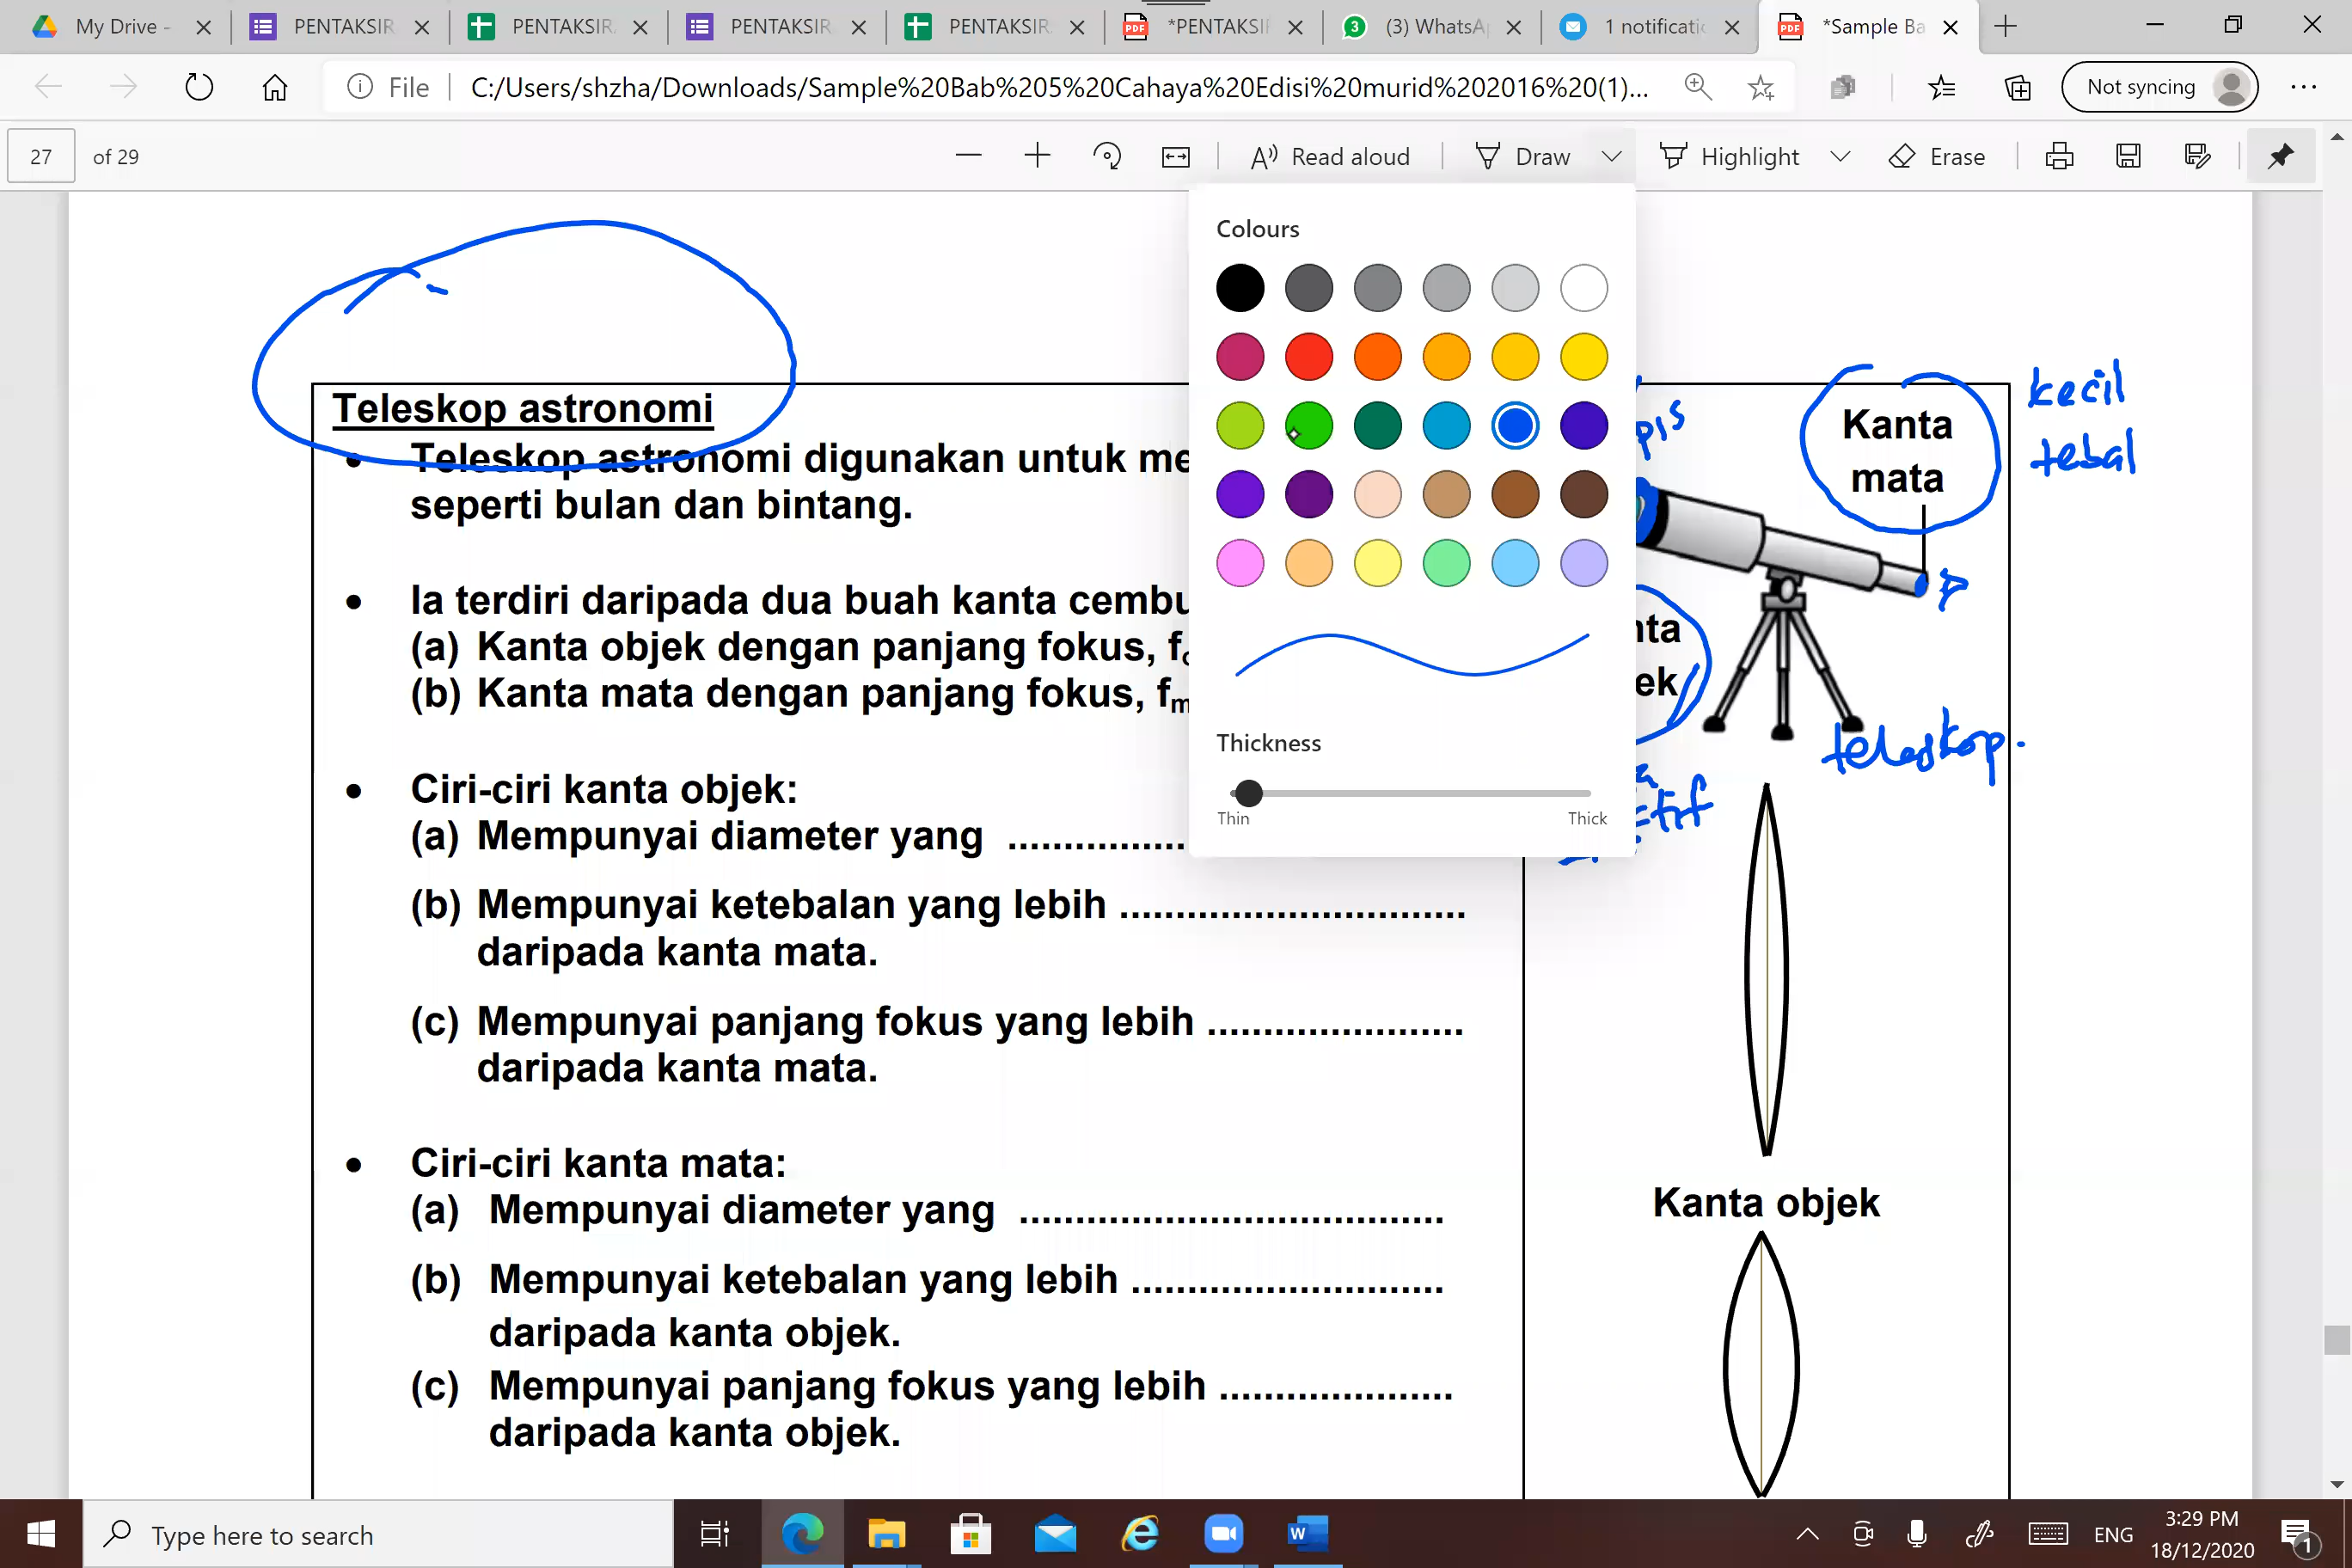 My Drive -
PENTAKSIR
PENTAKSIR
PENTAKSIR
PENTAKSIR
*PENTAKSI
3
(3) WhatsA
1 notificati
*Sample Ba
File
C:/Users/shzha/Downloads/Sample%20Bab%205%20Cahaya%20Edisi%20murid%202016%20(1)...
Not syncing
27 of 29
Read aloud
Draw
Highlight
Erase
Colours
Thickness
Thin
Thick
Teleskop astronomi
• Teleskop astronomi digunakan untuk me
seperti bulan dan bintang.
• Ia terdiri daripada dua buah kanta cembu
(a) Kanta objek dengan panjang fokus, f
(b) Kanta mata dengan panjang fokus, fm
• Ciri-ciri kanta objek:
(a) Mempunyai diameter yang ................
(b) Mempunyai ketebalan yang lebih ...............................
daripada kanta mata.
(c) Mempunyai panjang fokus yang lebih .......................
daripada kanta mata.
• Ciri-ciri kanta mata:
(a) Mempunyai diameter yang ......................................
(b) Mempunyai ketebalan yang lebih ............................
daripada kanta objek.
(c) Mempunyai panjang fokus yang lebih .....................
daripada kanta objek.
pis
Kanta
mata
kecil
tebal
nta
ek
teleskop.
Kanta objek
Type here to search
ENG
3:29 PM
18/12/2020
1